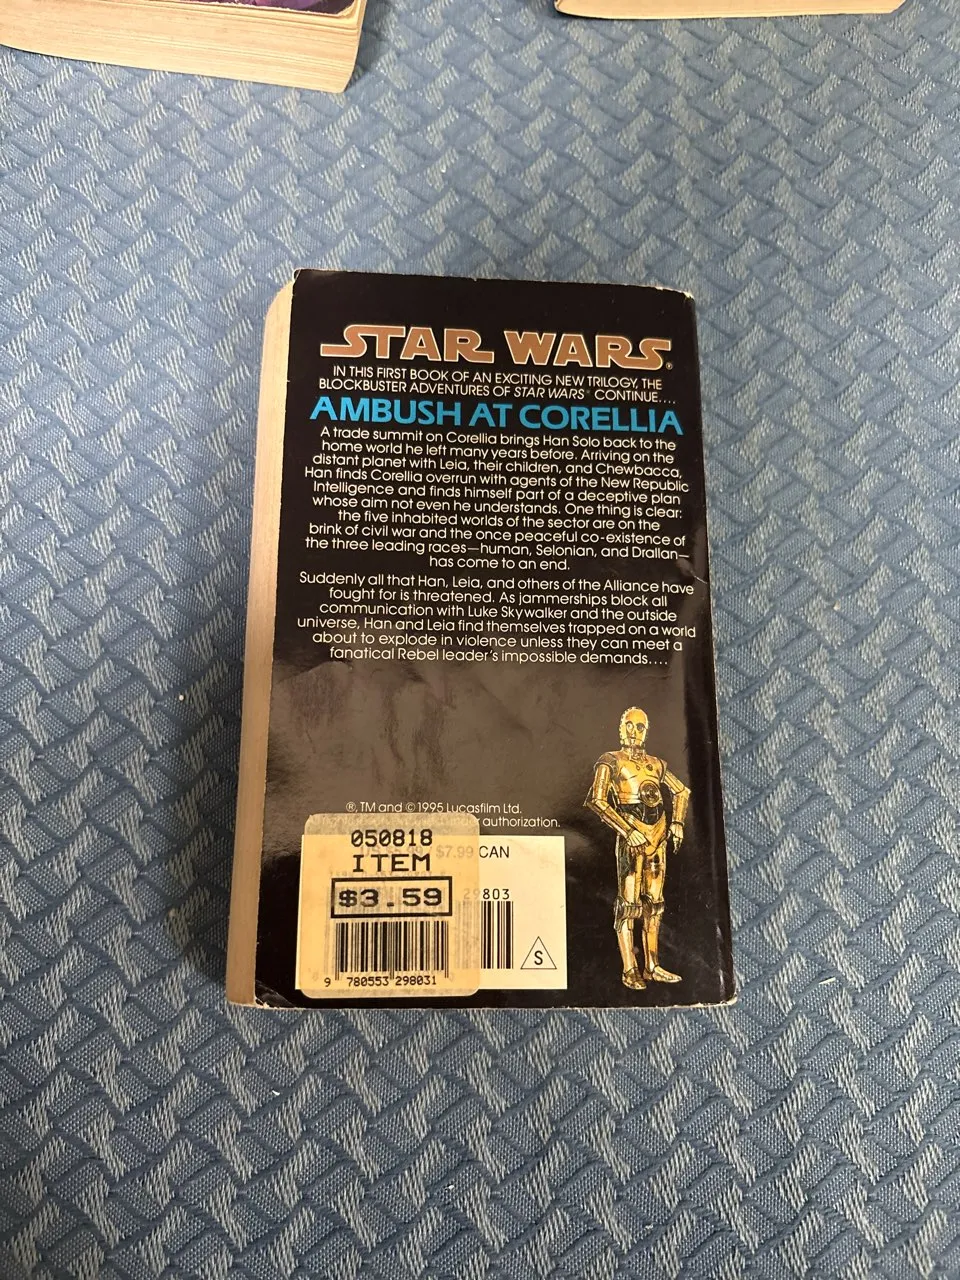 STAR WARS®
IN THIS FIRST BOOK OF AN EXCITING NEW TRILOGY, THE
BLOCKBUSTER ADVENTURES OF STAR WARS® CONTINUE....
AMBUSH AT CORELLIA
A trade summit on Corellia brings Han Solo back to the
home world he left many years before. Arriving on the
distant planet with Leia, their children, and Chewbacca,
Han finds Corellia overrun with agents of the New Republic
Intelligence and finds himself part of a deceptive plan
whose aim not even he understands. One thing is clear:
the five inhabited worlds of the sector are on the
brink of civil war and the once peaceful co-existence of
the three leading races—human, Selonian, and Drallan—
has come to an end.
Suddenly all that Han, Leia, and others of the Alliance have
fought for is threatened. As jammerships block all
communication with Luke Skywalker and the outside
universe, Han and Leia find themselves trapped on a world
about to explode in violence unless they can meet a
fanatical Rebel leader's impossible demands....
®, TM and ©1995 Lucasfilm Ltd.
authorization.
050818
ITEM
$3.59
9 780553 298031
$7.99 CAN
29803
S